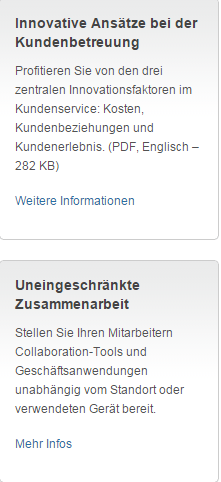 Innovative Ansätze bei der
Kundenbetreuung
Profitieren Sie von den drei
zentralen Innovationsfaktoren im
Kundenservice: Kosten,
Kundenbeziehungen und
Kundenerlebnis. (PDF, Englisch –
282 KB)
Weitere Informationen
Uneingeschränkte
Zusammenarbeit
Stellen Sie Ihren Mitarbeitern
Collaboration-Tools und
Geschäftsanwendungen
unabhängig vom Standort oder
verwendeten Gerät bereit.
Mehr Infos